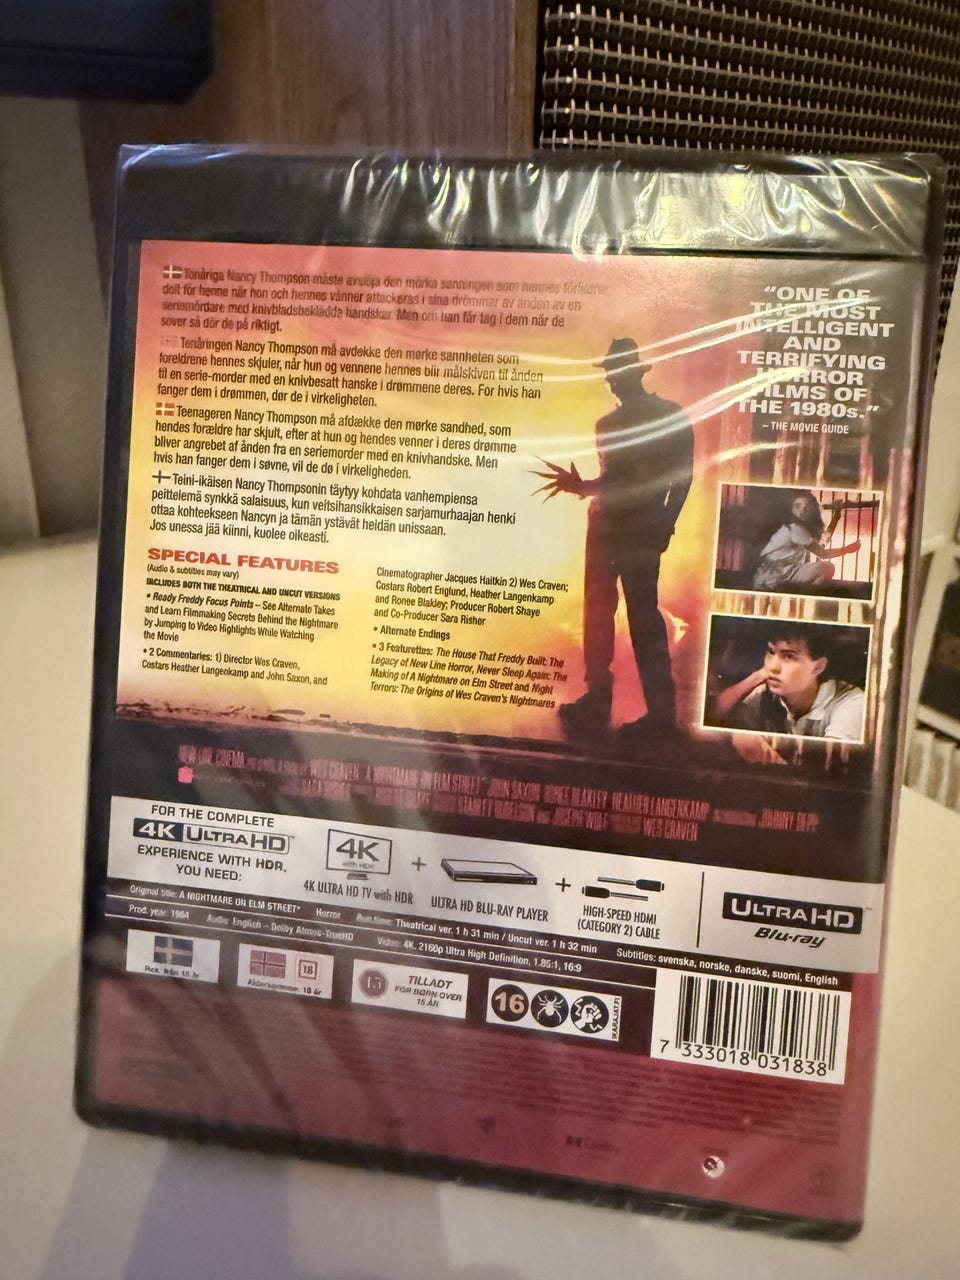 Tonåriga Nancy Thompson måste avslöja den mörka sanningen som hennes föräldrar
dolt för henne när hon och hennes vänner attackeras i sina drömmar av anden av en
seriemördare med knivbladsbeklädda handskar. Men om han får tag i dem när de
sover så dör de på riktigt.
Tenåringen Nancy Thompson må avdekke den mørke sannheten som
foreldrene hennes skjuler, når hun og vennene hennes blir målskiven til ånden
til en serie-morder med en knivbesatt hanske i drømmene deres. For hvis han
fanger dem i drømmen, dør de i virkeligheten.
Teenageren Nancy Thompson må afdække den mørke sandhed, som
hendes forældre har skjult, efter at hun og hendes venner i deres drømme
bliver angrebet af ånden fra en seriemorder med en knivhandske. Men
hvis han fanger dem i søvne, vil de dø i virkeligheden.
Teini-ikäisen Nancy Thompsonin täytyy kohdata vanhempiensa
peittelemä synkkä salaisuus, kun veitsihansikkaisen sarjamurhaajan henki
ottaa kohteekseen Nancyn ja tämän ystävät heidän unissaan.
Jos unessa jää kiinni, kuolee oikeasti.
"ONE OF
THE MOST
INTELLIGENT
AND
TERRIFYING
HORROR
FILMS OF
THE 1980s."
– THE MOVIE GUIDE
SPECIAL FEATURES
(Audio & subtitles may vary)
INCLUDES BOTH THE THEATRICAL AND UNCUT VERSIONS
• Ready Freddy Focus Points – See Alternate Takes
and Learn Filmmaking Secrets Behind the Nightmare
by Jumping to Video Highlights While Watching
the Movie
• 2 Commentaries: 1) Director Wes Craven,
Costars Heather Langenkamp and John Saxon, and
Cinematographer Jacques Haitkin 2) Wes Craven;
Costars Robert Englund, Heather Langenkamp
and Ronee Blakley; Producer Robert Shaye
and Co-Producer Sara Risher
• Alternate Endings
• 3 Featurettes: The House That Freddy Built: The
Legacy of New Line Horror, Never Sleep Again: The
Making of A Nightmare on Elm Street and Night
Terrors: The Origins of Wes Craven's Nightmares
NEW LINE CINEMA WES CRAVEN A NIGHTMARE ON ELM STREET JOHN SAXON RONEE BLAKLEY HEATHER LANGENKAMP JOHNNY DEPP
WES CRAVEN
FOR THE COMPLETE
4K ULTRA HD
EXPERIENCE WITH HDR,
YOU NEED:
4K
with HDR
4K ULTRA HD TV with HDR
+
ULTRA HD BLU-RAY PLAYER
+
HIGH-SPEED HDMI
(CATEGORY 2) CABLE
ULTRA HD
Blu-ray
Original title: A NIGHTMARE ON ELM STREET* Horror Run time: Theatrical ver. 1 h 31 min / Uncut ver. 1 h 32 min Subtitles: svenska, norske, danske, suomi, English
Prod. year: 1984 Audio: English – Dolby Atmos-TrueHD Video: 4K, 2160p Ultra High Definition, 1.85:1, 16:9
Rek. från 15 år
18
Aldersgrense: 18 år
15
TILLADT
FOR BØRN OVER
15 ÅR
16
IKARAJAT.FI
7 333018 031838